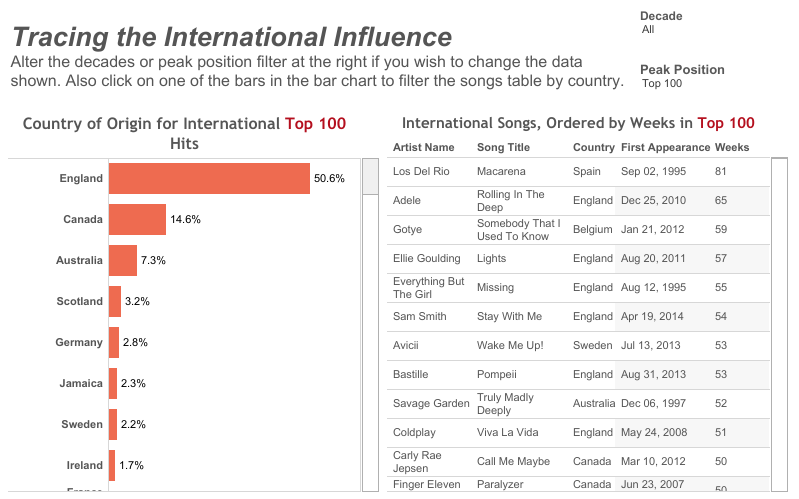 Tracing the International Influence
Alter the decades or peak position filter at the right if you wish to change the data
shown. Also click on one of the bars in the bar chart to filter the songs table by country.
Decade
All
Peak Position
Top 100
Country of Origin for International Top 100
Hits
England 50.6%
Canada 14.6%
Australia 7.3%
Scotland 3.2%
Germany 2.8%
Jamaica 2.3%
Sweden 2.2%
Ireland 1.7%
France
International Songs, Ordered by Weeks in Top 100
Artist Name Song Title Country First Appearance Weeks
Los Del Rio Macarena Spain Sep 02, 1995 81
Adele Rolling In The
Deep England Dec 25, 2010 65
Gotye Somebody That I
Used To Know Belgium Jan 21, 2012 59
Ellie Goulding Lights England Aug 20, 2011 57
Everything But
The Girl Missing England Aug 12, 1995 55
Sam Smith Stay With Me England Apr 19, 2014 54
Avicii Wake Me Up! Sweden Jul 13, 2013 53
Bastille Pompeii England Aug 31, 2013 53
Savage Garden Truly Madly
Deeply Australia Dec 06, 1997 52
Coldplay Viva La Vida England May 24, 2008 51
Carly Rae
Jepsen Call Me Maybe Canada Mar 10, 2012 50
Finger Eleven Paralyzer Canada Jun 23, 2007 50